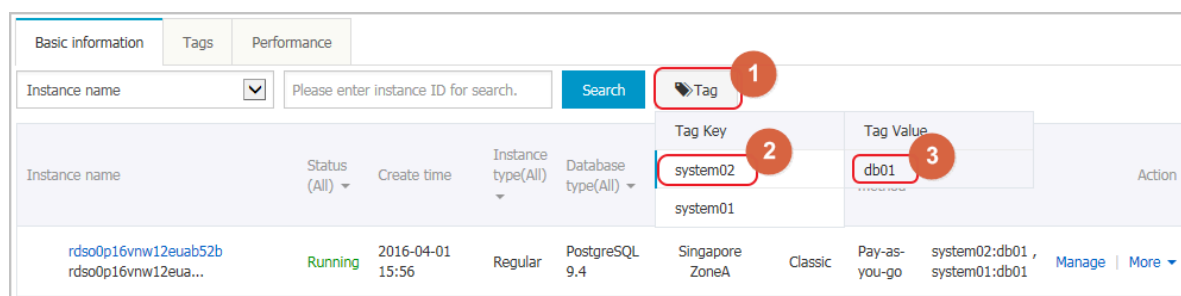 Basic information Tags Performance
Instance name Please enter instance ID for search. Search Tag 1
Tag Key Tag Value
Instance name Status (All) Create time Instance type(All) Database type(All) system02 2 db01 3 Action
system01
rdso0p16vnw12euab52b
rdso0p16vnw12eua...
Running 2016-04-01 15:56 Regular PostgreSQL 9.4 Singapore ZoneA Classic Pay-as-you-go system02:db01 , system01:db01 Manage | More